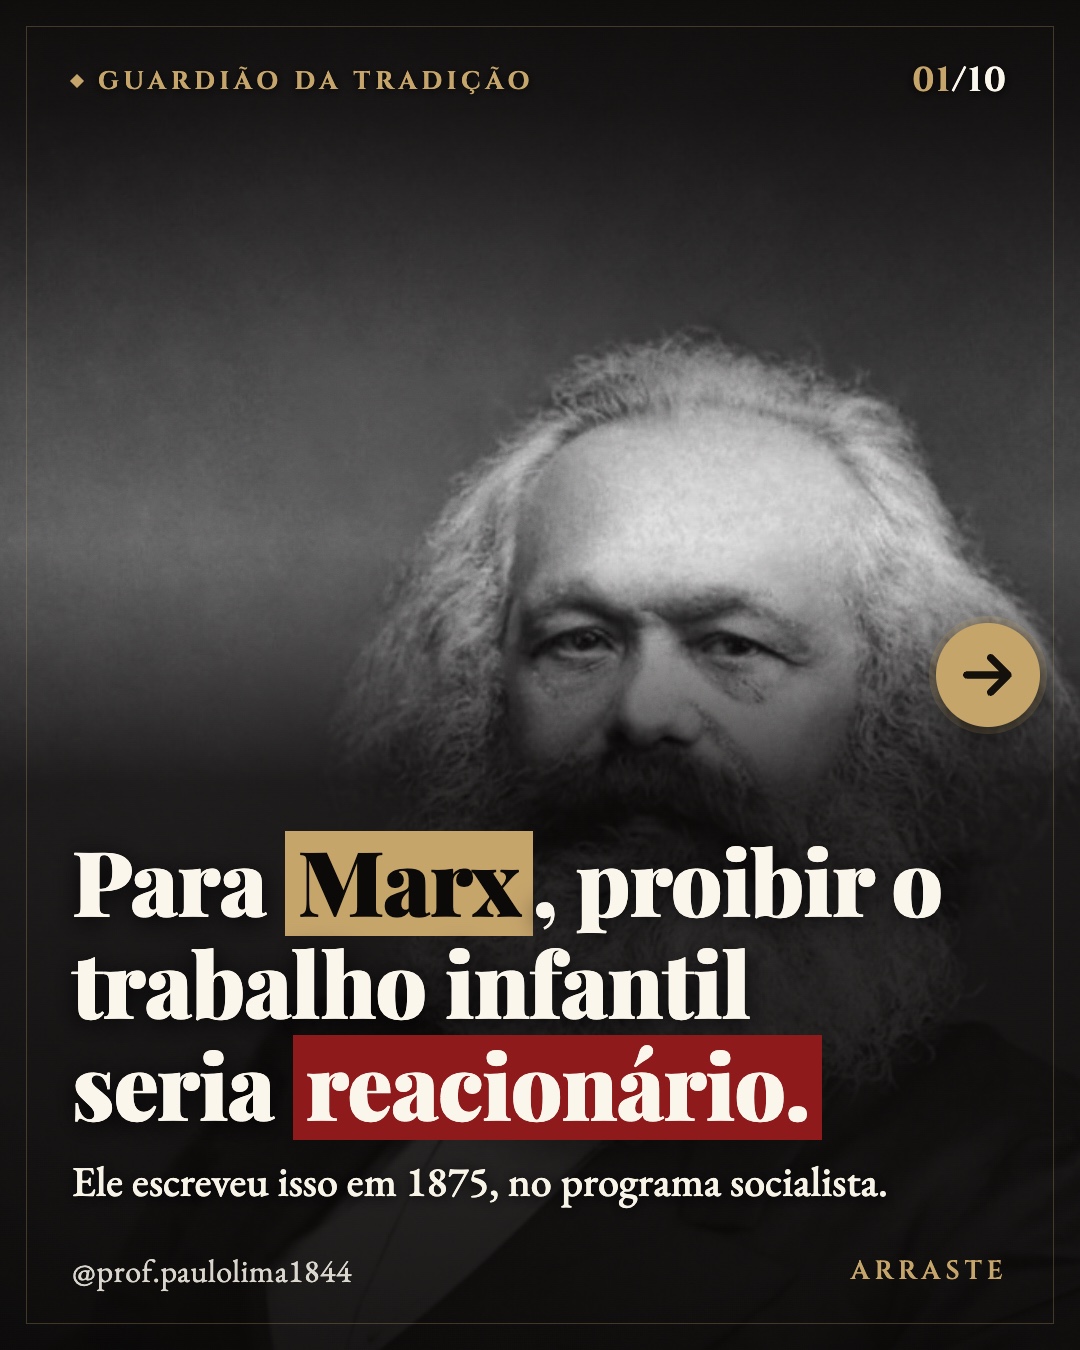 GUARDIÃO DA TRADIÇÃO
01/10
Para Marx, proibir o
trabalho infantil
seria reacionário.
Ele escreveu isso em 1875, no programa socialista.
@prof.paulolima1844
ARRASTE